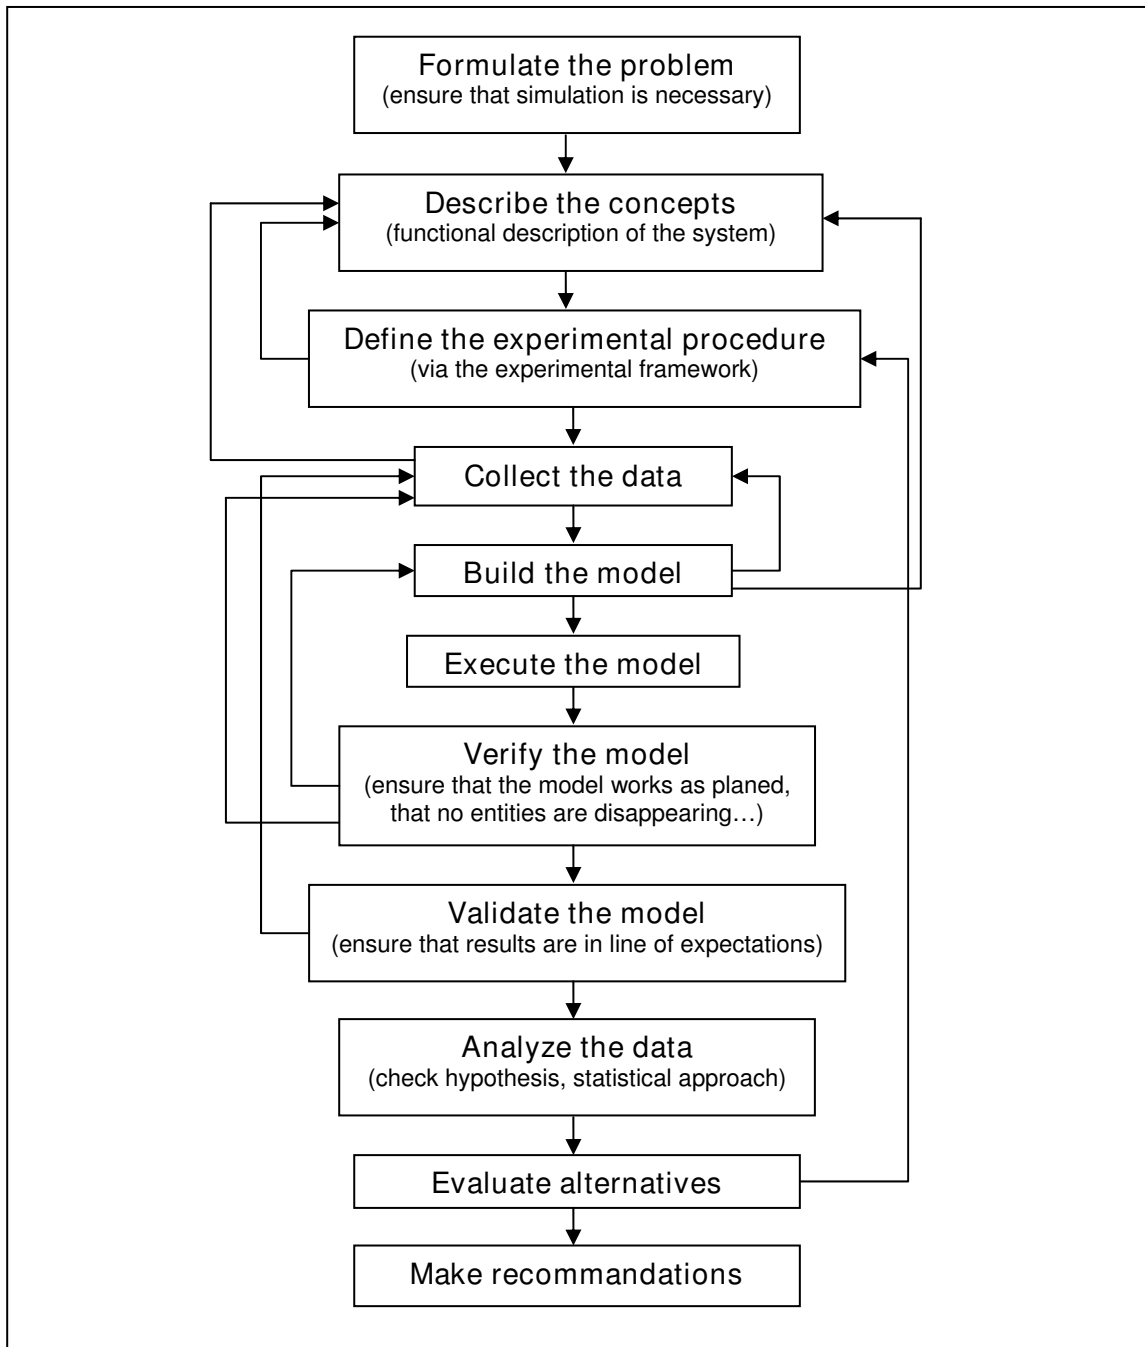 Formulate the problem
(ensure that simulation is necessary)
Describe the concepts
(functional description of the system)
Define the experimental procedure
(via the experimental framework)
Collect the data
Build the model
Execute the model
Verify the model
(ensure that the model works as planed,
that no entities are disappearing…)
Validate the model
(ensure that results are in line of expectations)
Analyze the data
(check hypothesis, statistical approach)
Evaluate alternatives
Make recommandations